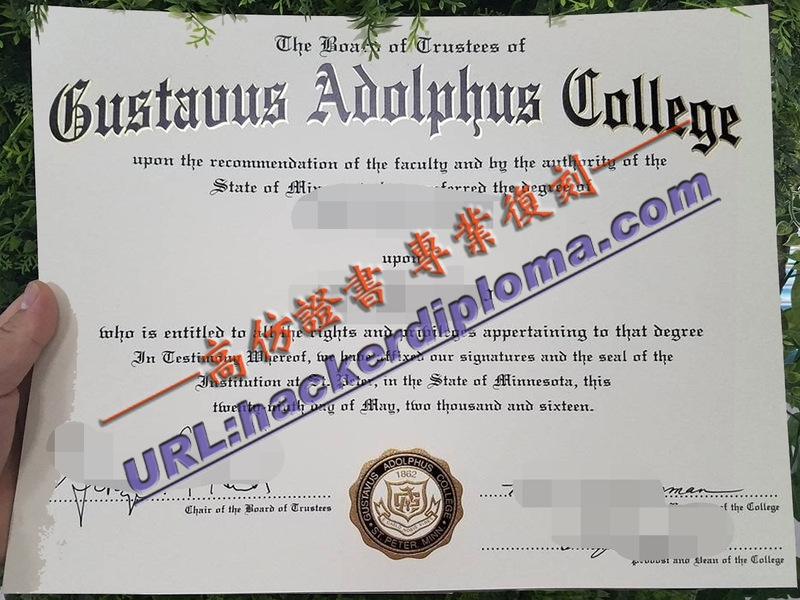 The Board of Trustees of
Gustavus Adolphus College
upon the recommendation of the faculty and by the authority of the
State of the degree of
upon
who is entitled to all the rights and privileges appertaining to that degree
In Testimony Whereof, we have affixed our signatures and the seal of the
Institution at St. Peter, in the State of Minnesota, this
twenty-ninth day of May, two thousand and sixteen.
——高仿證書 專業復刻——
URL:hackerdiploma.com
Chair of the Board of Trustees
GUSTAVUS ADOLPHUS COLLEGE
1862
ST. PETER, MINN.
of the College
Provost and Dean of the College